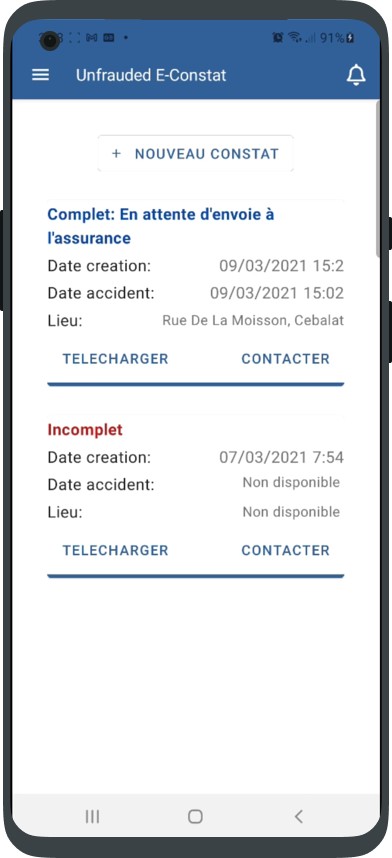 91%
Unfrauded E-Constat
+ NOUVEAU CONSTAT
Complet: En attente d'envoie à
l'assurance
Date creation: 09/03/2021 15:2
Date accident: 09/03/2021 15:02
Lieu: Rue De La Moisson, Cebalat
TELECHARGER CONTACTER
Incomplet
Date creation: 07/03/2021 7:54
Date accident: Non disponible
Lieu: Non disponible
TELECHARGER CONTACTER